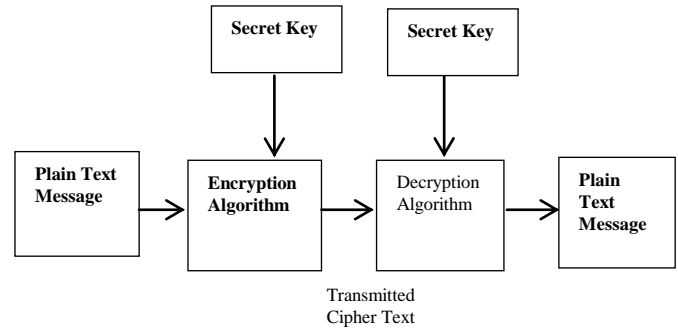 Secret Key
Secret Key
Plain Text
Message
Encryption
Algorithm
Decryption
Algorithm
Plain
Text
Message
Transmitted
Cipher Text